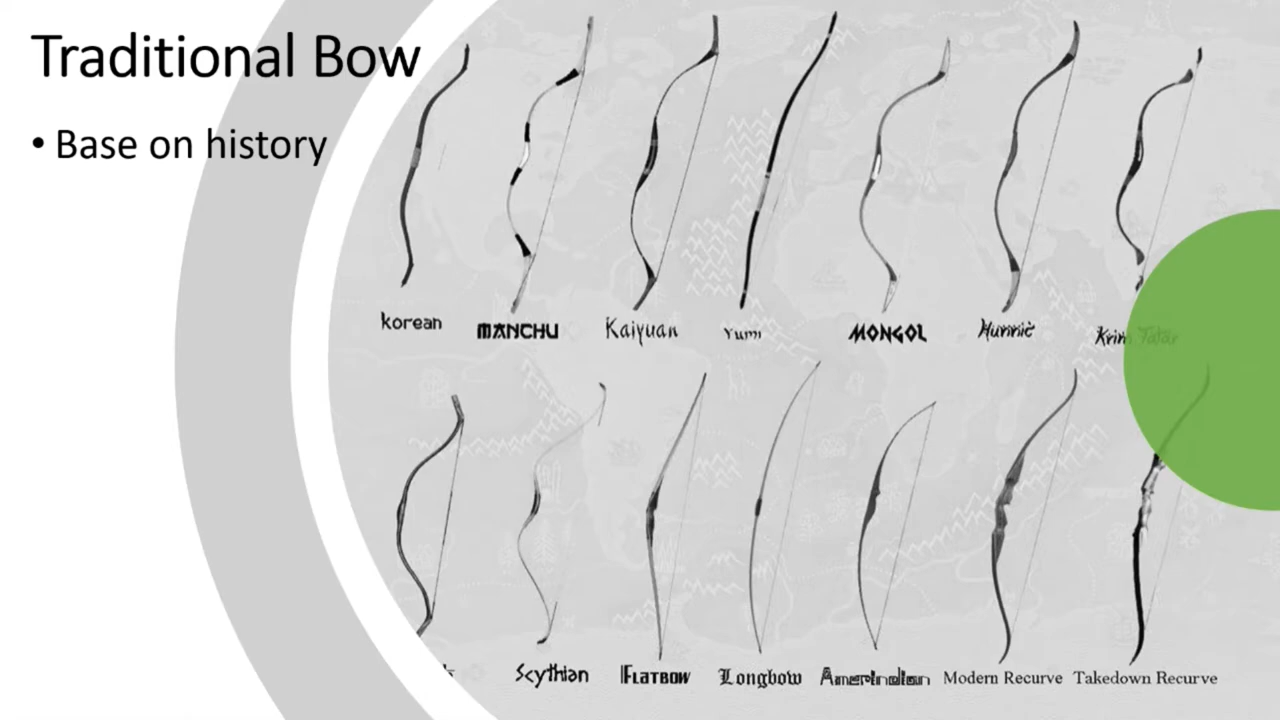 Traditional Bow
• Base on history
Korean MANCHU Kaiyuan Yumi MONGOL Hunnic Krim Tatar
Scythian FLATBOW Longbow Amerindian Modern Recurve Takedown Recurve